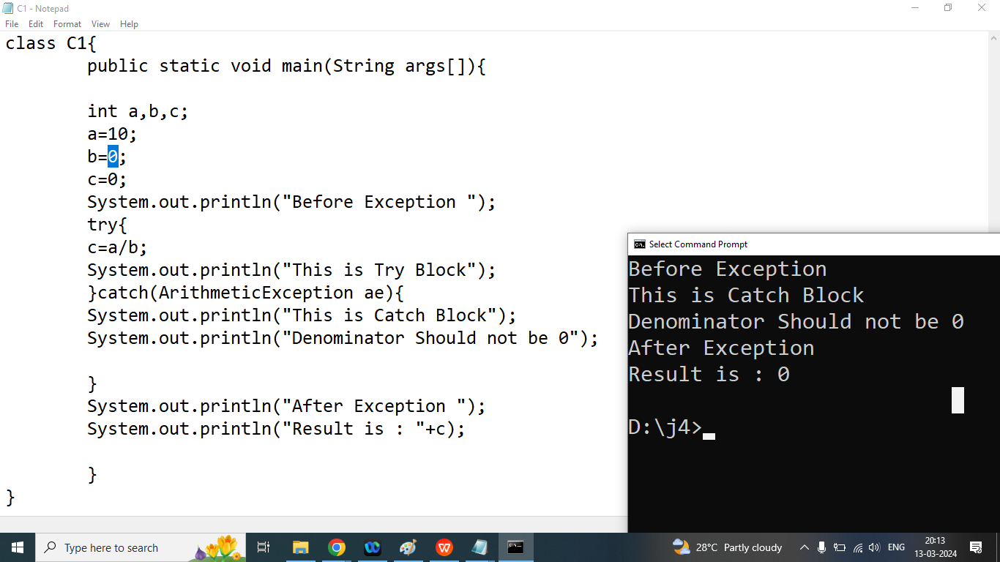 C1 - Notepad
File Edit Format View Help
class C1{
public static void main(String args[]){
int a,b,c;
a=10;
b=0;
c=0;
System.out.println("Before Exception ");
try{
c=a/b;
System.out.println("This is Try Block");
}catch(ArithmeticException ae){
System.out.println("This is Catch Block");
System.out.println("Denominator Should not be 0");
}
System.out.println("After Exception ");
System.out.println("Result is : "+c);
}
}
Select Command Prompt
Before Exception
This is Catch Block
Denominator Should not be 0
After Exception
Result is : 0
D:\j4>
Type here to search
28°C Partly cloudy
ENG
20:13
13-03-2024